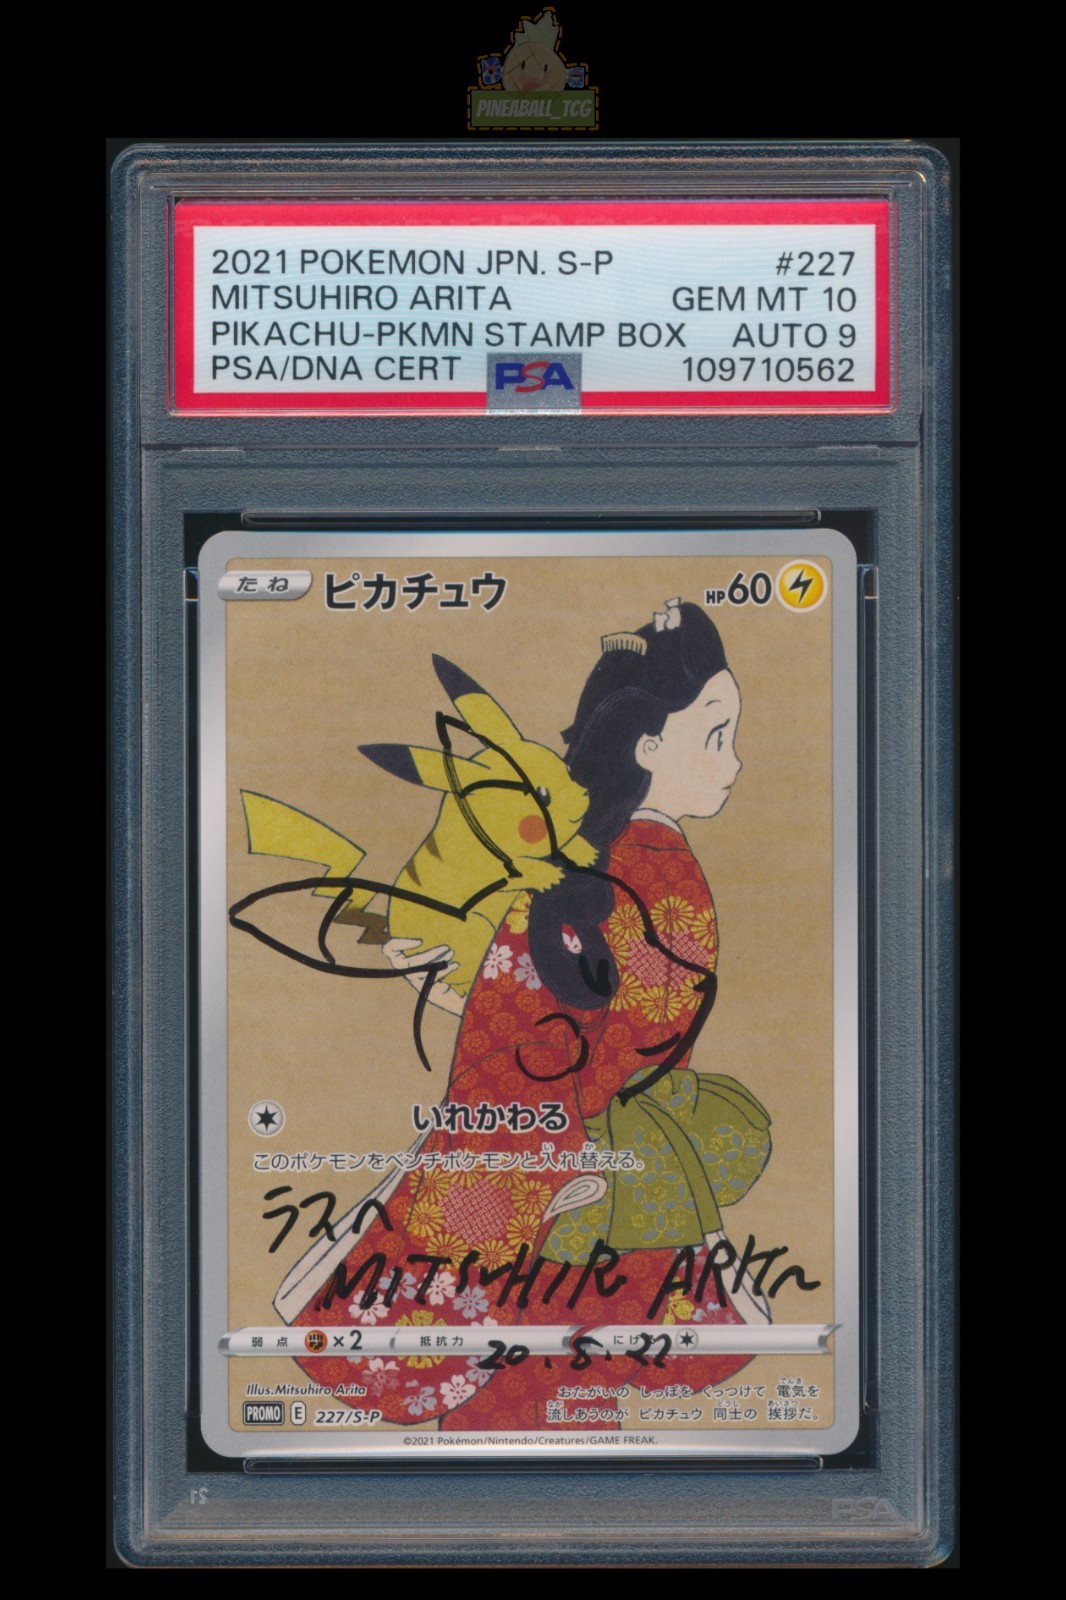 PINEABALL_TCG
2021 POKEMON JPN. S-P #227
MITSUHIRO ARITA GEM MT 10
PIKACHU-PKMN STAMP BOX AUTO 9
PSA/DNA CERT PSA 109710562
たね ピカチュウ HP60
いれかわる
このポケモンをベンチポケモンと入れ替える。
ラスへ
MITSUHIRO ARITA
弱点 ×2 抵抗力 にげる
20.5.22
Illus.Mitsuhiro Arita
おたがいの しっぽを くっつけて 電気を
流しあうのが ピカチュウ 同士の 挨拶だ。
PROMO E 227/S-P
©2021 Pokémon/Nintendo/Creatures/GAME FREAK.
PSA